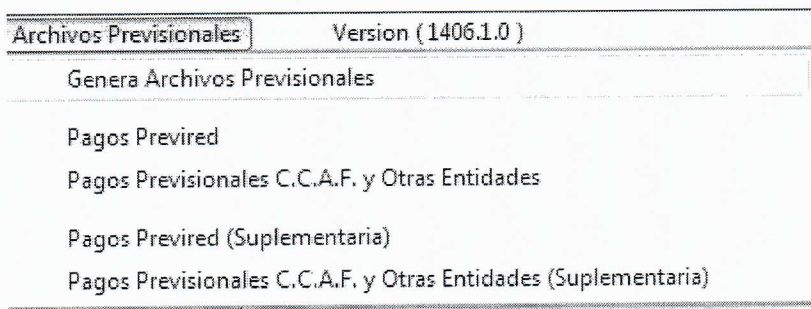 Archivos Previsionales Version ( 1406.1.0 )
Genera Archivos Previsionales
Pagos Previred
Pagos Previsionales C.C.A.F. y Otras Entidades
Pagos Previred (Suplementaria)
Pagos Previsionales C.C.A.F. y Otras Entidades (Suplementaria)